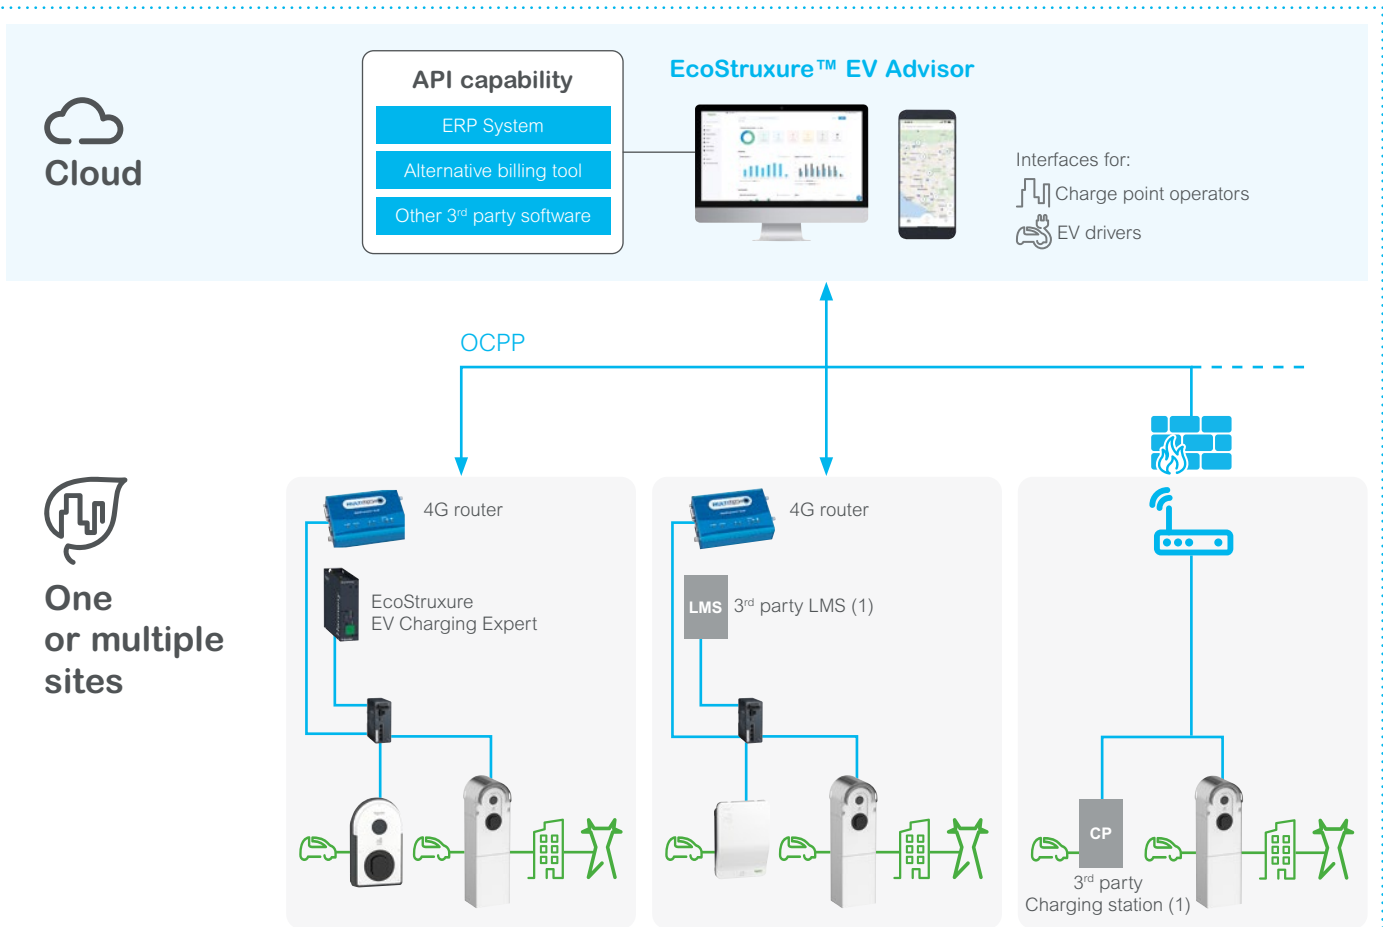 API capability
ERP System
Alternative billing tool
Other 3rd party software
EcoStruxure™ EV Advisor
Cloud
Interfaces for:
Charge point operators
EV drivers
OCPP
One
or multiple
sites
4G router
EcoStruxure
EV Charging Expert
4G router
LMS
3rd party LMS (1)
CP
3rd party
Charging station (1)